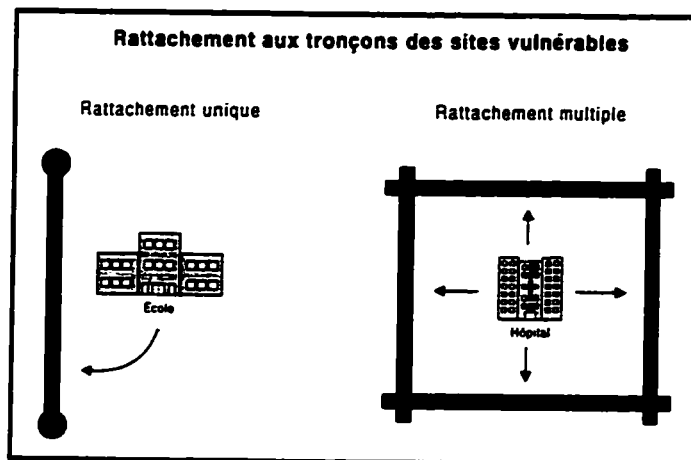 Rattachement aux tronçons des sites vulnérables
Rattachement unique
Rattachement multiple
École
Hôpital